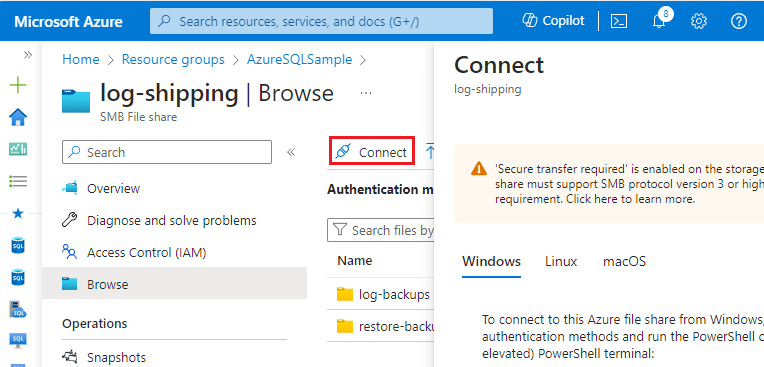 Microsoft Azure
Search resources, services, and docs (G+/)
Copilot
8
Home > Resource groups > AzureSQLSample >
log-shipping | Browse
SMB File share
Search
Overview
Diagnose and solve problems
Access Control (IAM)
Browse
Operations
Snapshots
Connect
Authentication m
Search files by
Name
log-backups
restore-backu
Connect
log-shipping
'Secure transfer required' is enabled on the storage
share must support SMB protocol version 3 or high
requirement. Click here to learn more.
Windows Linux macOS
To connect to this Azure file share from Windows,
authentication methods and run the PowerShell c
elevated) PowerShell terminal: